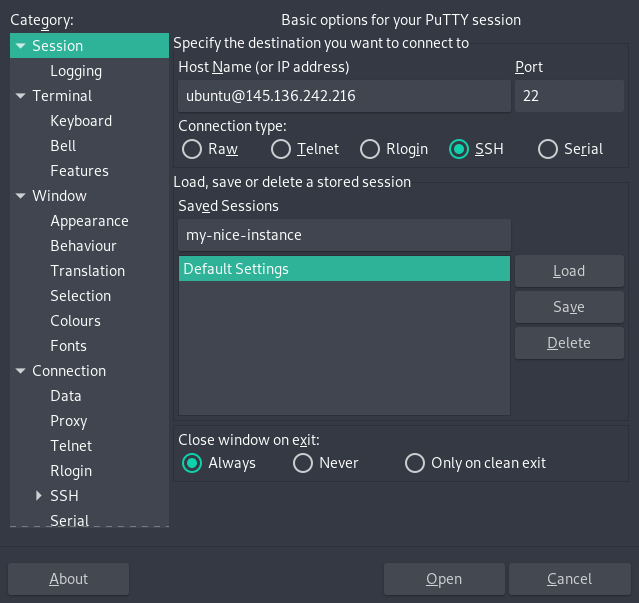 Category:
Session
Logging
Terminal
Keyboard
Bell
Features
Window
Appearance
Behaviour
Translation
Selection
Colours
Fonts
Connection
Data
Proxy
Telnet
Rlogin
SSH
Serial
Basic options for your PuTTY session
Specify the destination you want to connect to
Host Name (or IP address) Port
ubuntu@145.136.242.216 22
Connection type:
Raw Telnet Rlogin SSH Serial
Load, save or delete a stored session
Saved Sessions
my-nice-instance
Default Settings
Load
Save
Delete
Close window on exit:
Always Never Only on clean exit
About Open Cancel